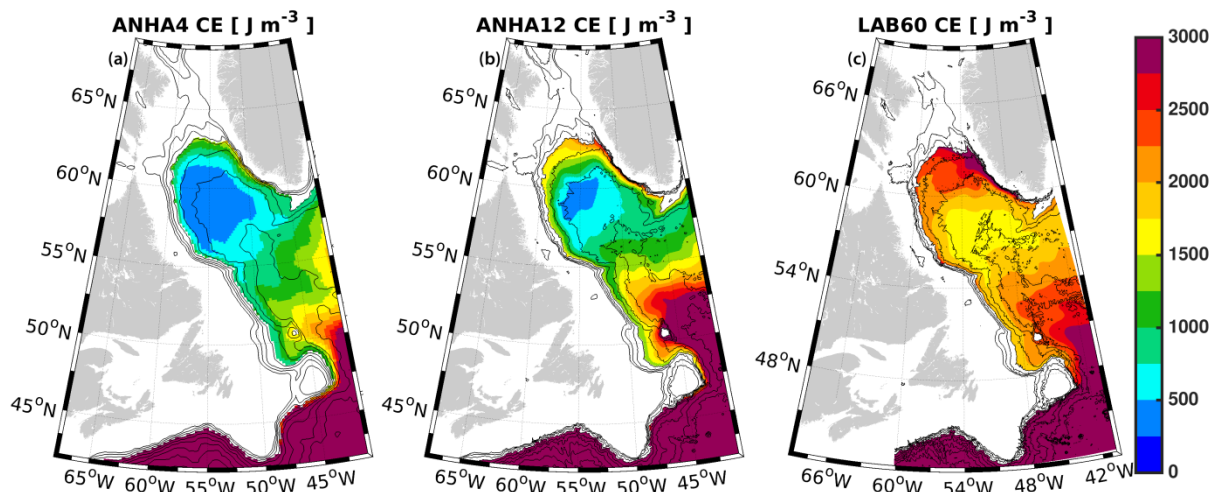 ANHA4 CE [ J m⁻³ ]
(a)
65°N
60°N
55°N
50°N
45°N
65°W
60°W
55°W
50°W
45°W
ANHA12 CE [ J m⁻³ ]
(b)
65°N
60°N
55°N
50°N
45°N
65°W
60°W
55°W
50°W
45°W
LAB60 CE [ J m⁻³ ]
(c)
66°N
60°N
54°N
48°N
66°W
60°W
54°W
48°W
42°W
3000
2500
2000
1500
1000
500
0